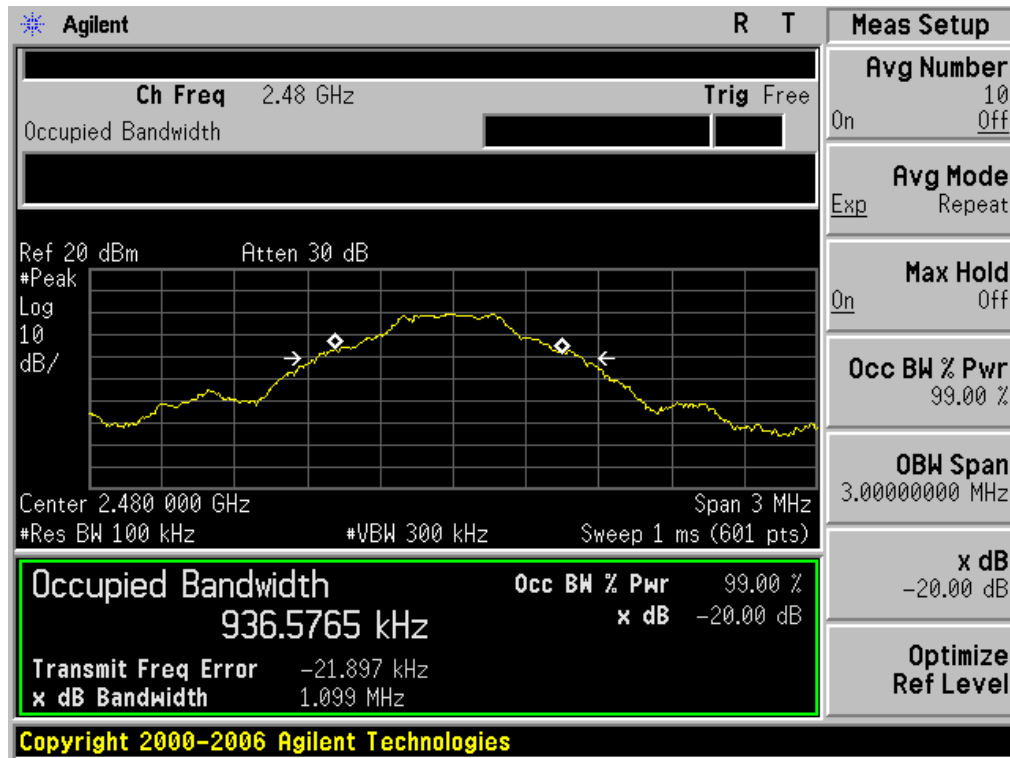 Agilent R T
Ch Freq 2.48 GHz Trig Free
Occupied Bandwidth
Ref 20 dBm Atten 30 dB
#Peak
Log
10
dB/
Center 2.480 000 GHz Span 3 MHz
#Res BW 100 kHz #VBW 300 kHz Sweep 1 ms (601 pts)
Occupied Bandwidth Occ BW % Pwr 99.00 %
936.5765 kHz x dB -20.00 dB
Transmit Freq Error -21.897 kHz
x dB Bandwidth 1.099 MHz
Copyright 2000-2006 Agilent Technologies
Meas Setup
Avg Number
10
On Off
Avg Mode
Exp Repeat
Max Hold
On Off
Occ BW % Pwr
99.00 %
OBW Span
3.00000000 MHz
x dB
-20.00 dB
Optimize
Ref Level